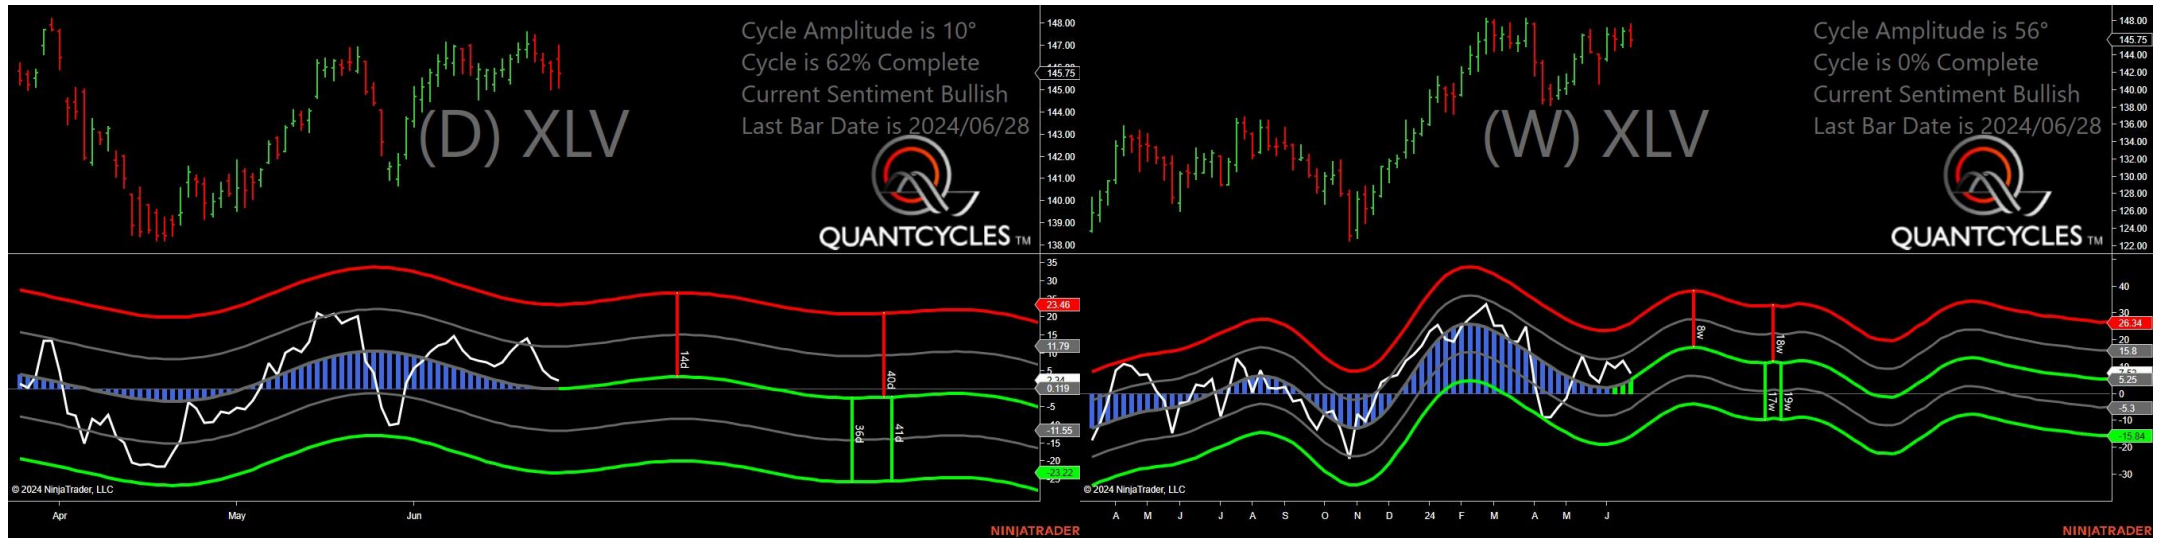 Cycle Amplitude is 10°
Cycle is 62% Complete
Current Sentiment Bullish
Last Bar Date is 2024/06/28
(D) XLV
QUANTCYCLES TM
148.00
147.00
145.75
145.00
144.00
143.00
142.00
141.00
140.00
139.00
138.00
35
30
23.46
20
15
11.79
5
0.119
-5
-11.55
-15
-20
-23.22
14d
40d
36d
41d
© 2024 NinjaTrader, LLC
Apr May Jun
NINJATRADER
Cycle Amplitude is 56°
Cycle is 0% Complete
Current Sentiment Bullish
Last Bar Date is 2024/06/28
(W) XLV
QUANTCYCLES TM
148.00
145.75
144.00
142.00
140.00
138.00
136.00
134.00
132.00
130.00
128.00
126.00
124.00
122.00
40
30
26.34
20
15.8
5.25
0
-5.3
-10
-15.84
-20
-30
8w
18w
17w
19w
© 2024 NinjaTrader, LLC
A M J J A S O N D 24 F M A M J
NINJATRADER